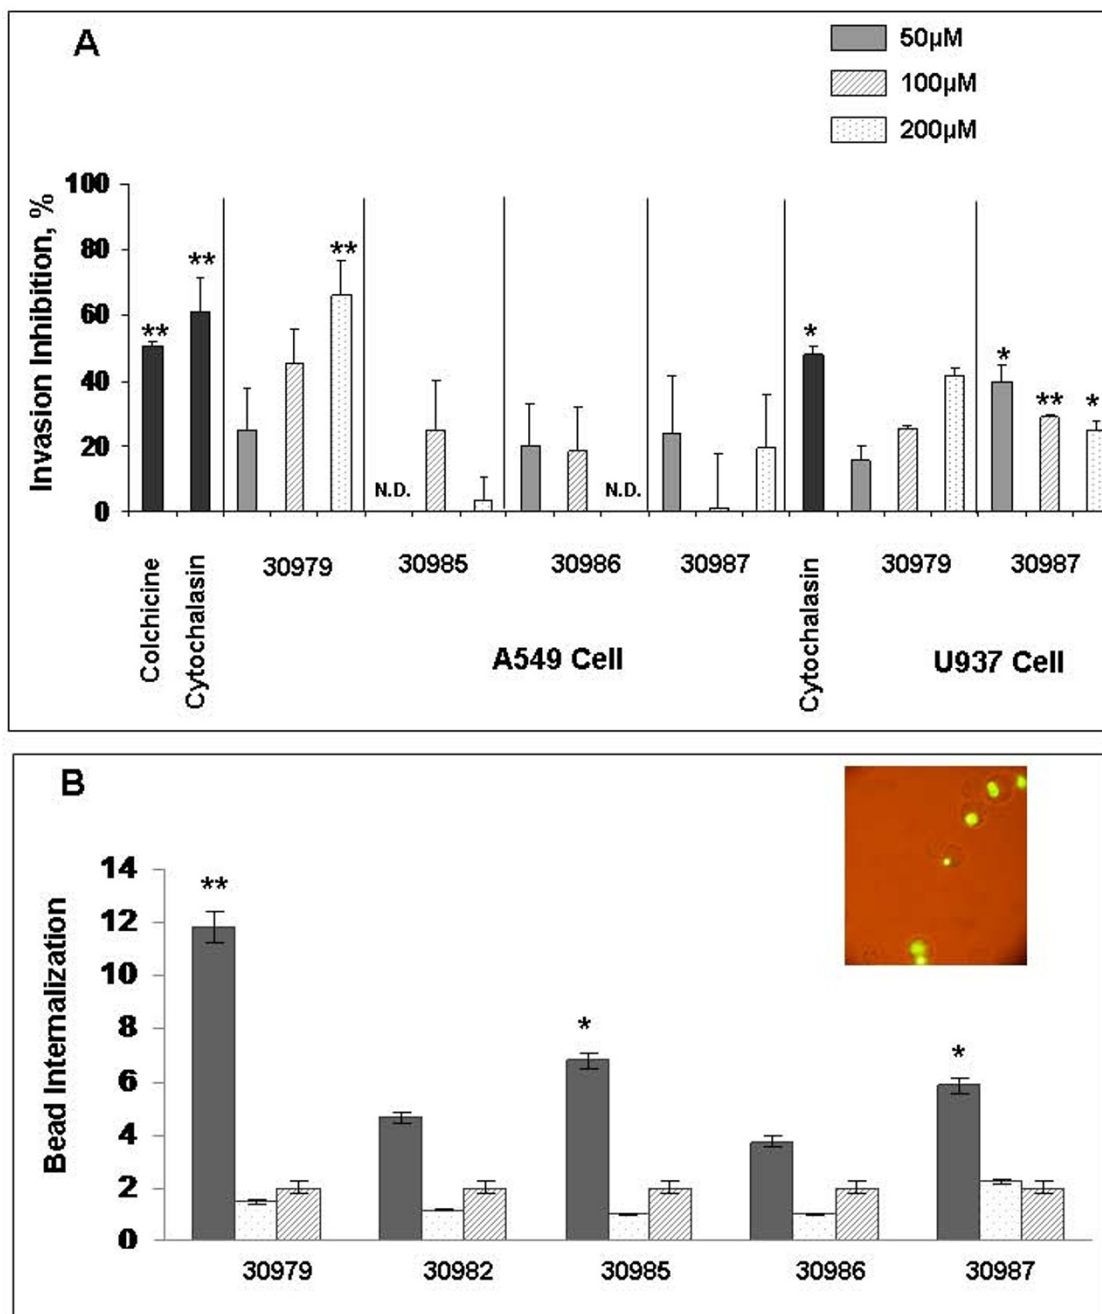 A
50µM
100µM
200µM
Invasion Inhibition, %
100
80
60
40
20
0
**
**
**
*
*
**
*
N.D.
N.D.
Colchicine
Cytochalasin
30979
30985
30986
30987
Cytochalasin
30979
30987
A549 Cell
U937 Cell
B
Bead Internalization
14
12
10
8
6
4
2
0
**
*
*
30979
30982
30985
30986
30987